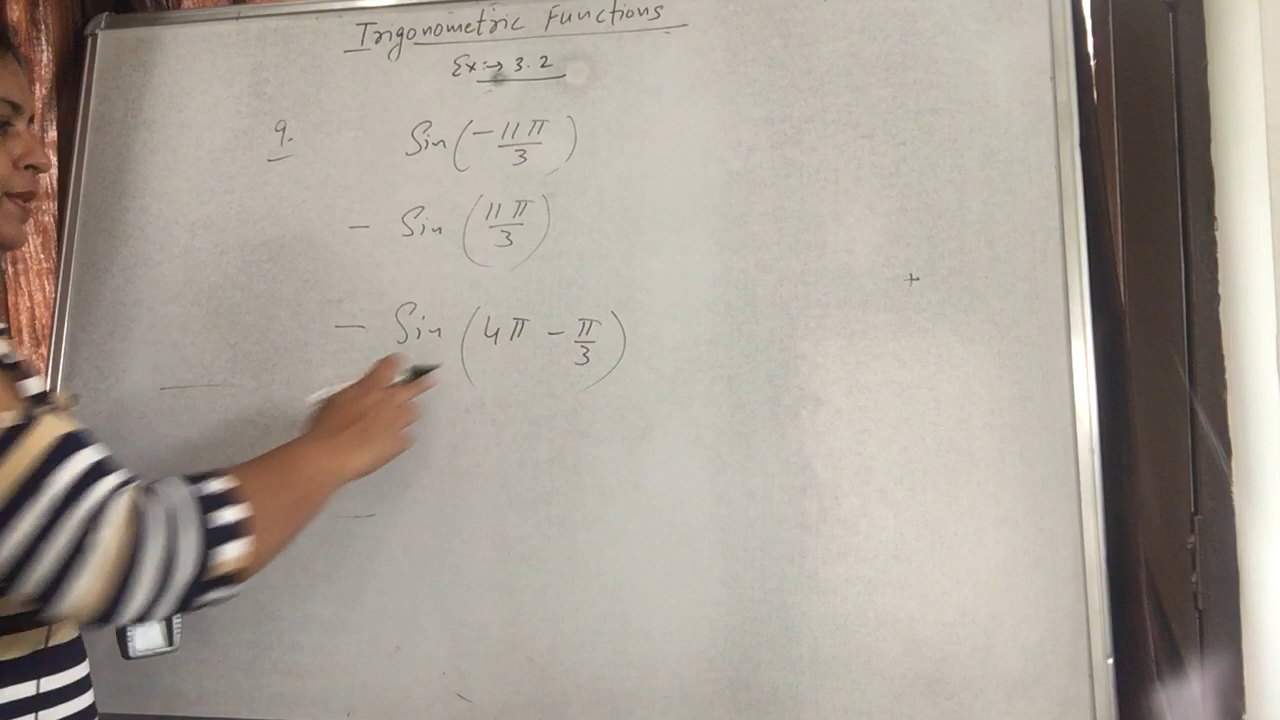 Trigonometric Functions
Ex:→ 3.2
9. Sin(-11π/3)
- Sin (11π/3)
- Sin (4π - π/3)